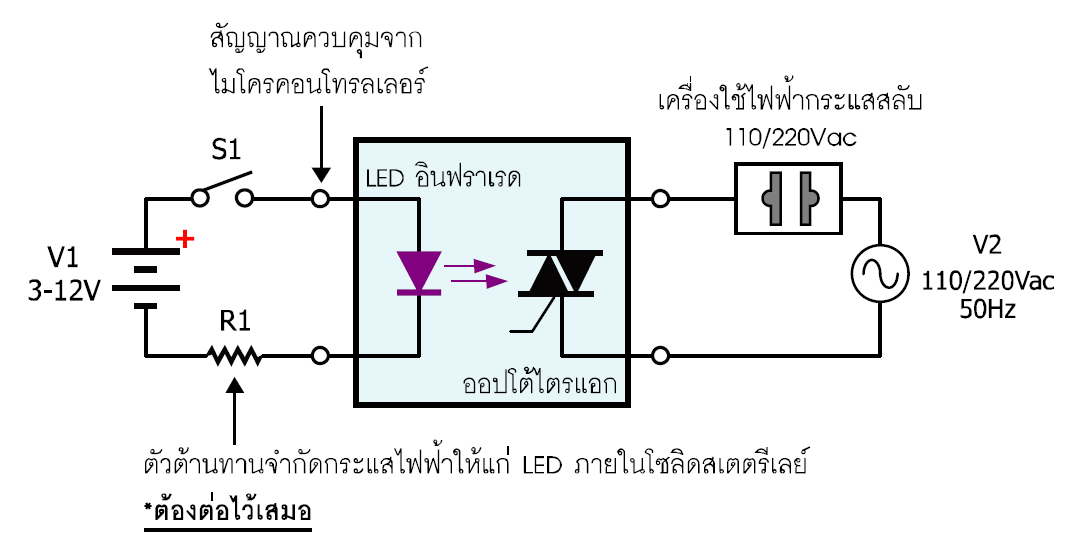 สัญญาณควบคุมจาก
ไมโครคอนโทรลเลอร์
เครื่องใช้ไฟฟ้ากระแสสลับ
110/220Vac
S1
LED อินฟราเรด
+
V1
3-12V
V2
110/220Vac
50Hz
R1
ออปโต้ไตรแอก
ตัวต้านทานจำกัดกระแสไฟฟ้าให้แก่ LED ภายในโซลิดสเตตรีเลย์
*ต้องต่อไว้เสมอ